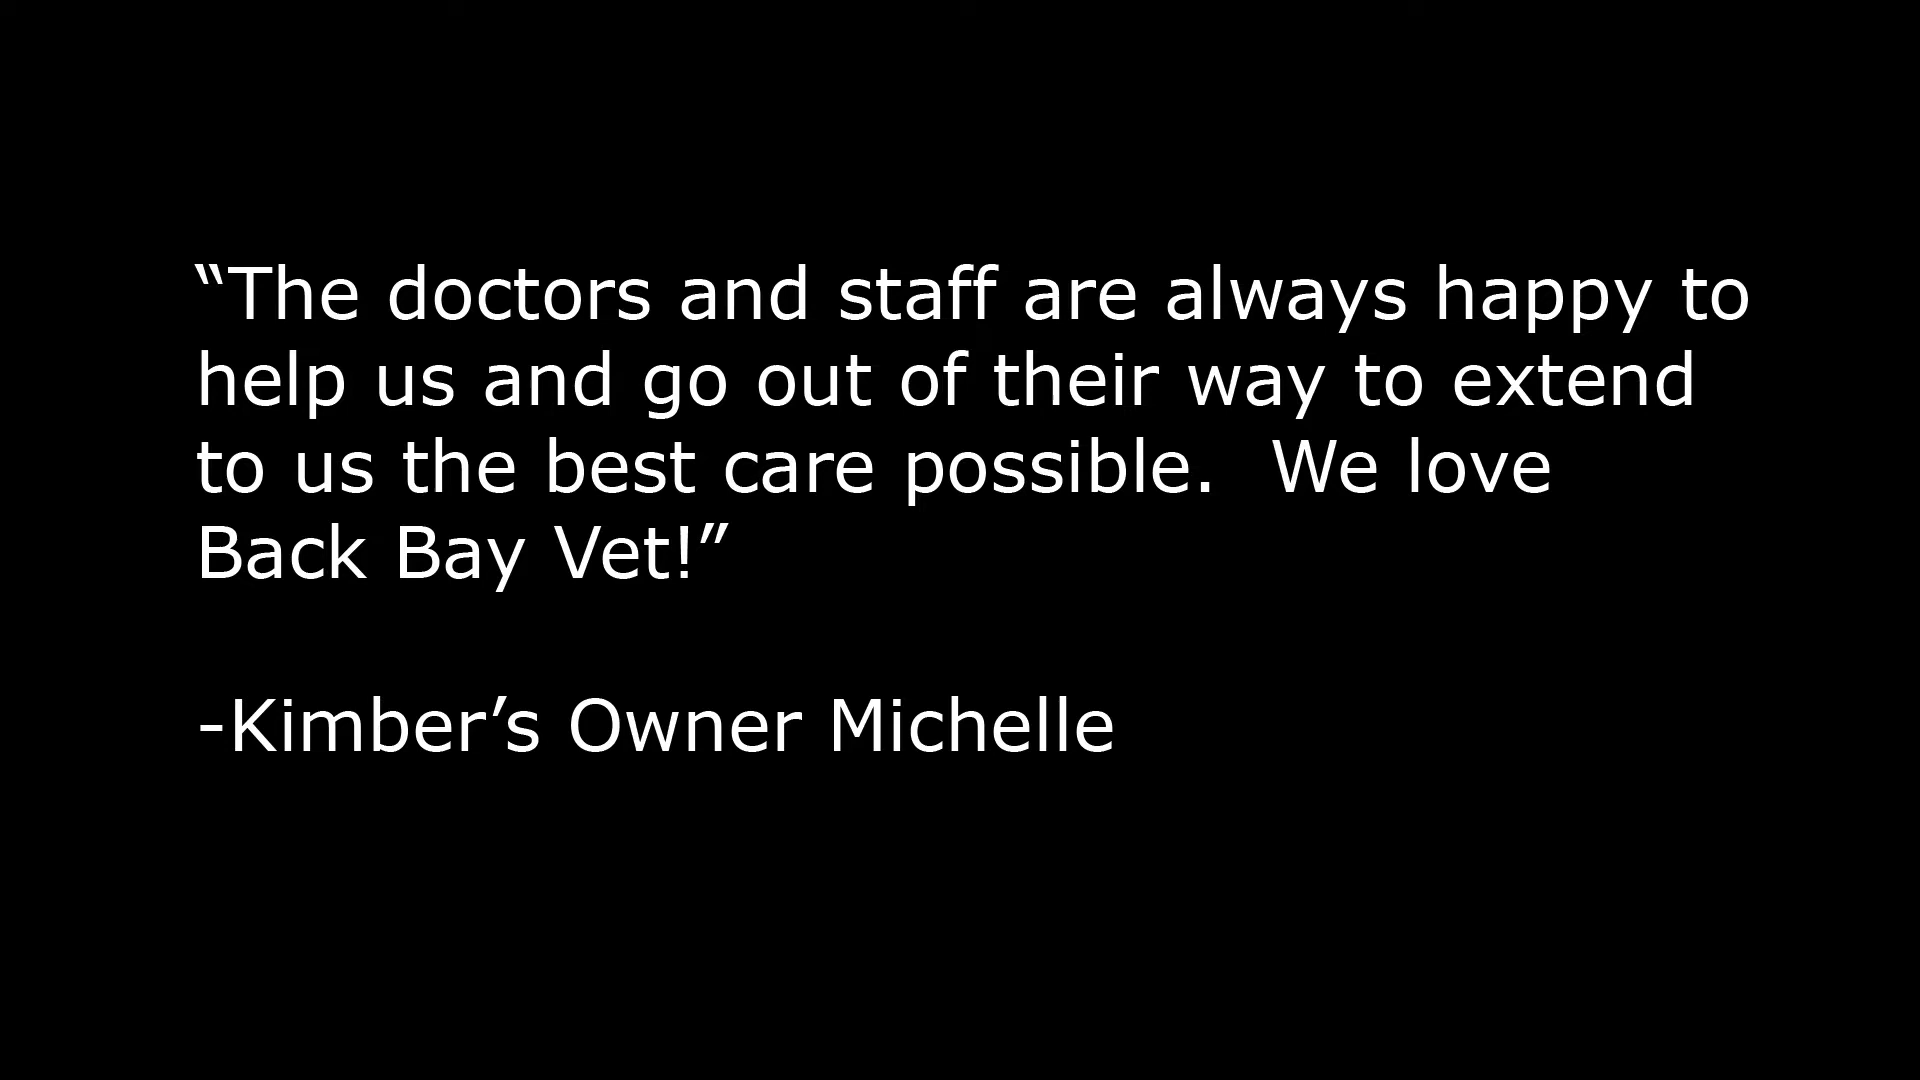 “The doctors and staff are always happy to
help us and go out of their way to extend
to us the best care possible.  We love
Back Bay Vet!”
-Kimber’s Owner Michelle